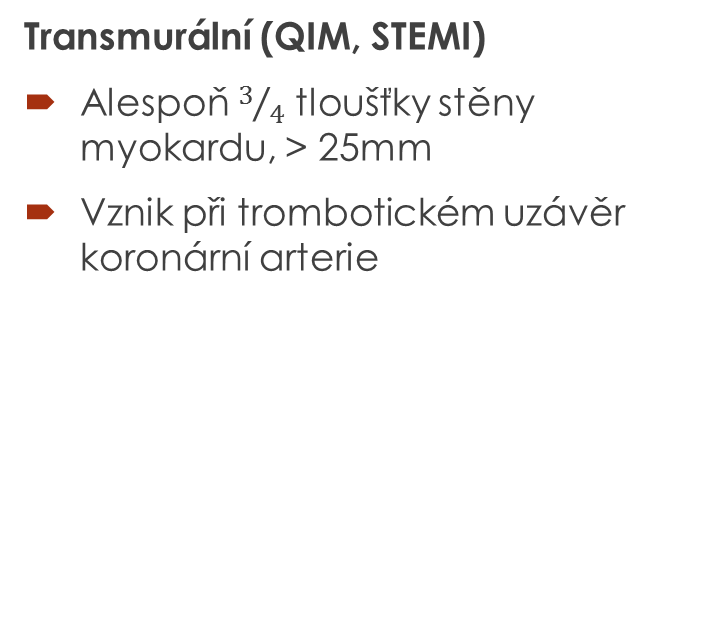 Transmurální (QIM, STEMI)
Alespoň 3/4 tloušťky stěny
myokardu, > 25mm
Vznik při trombotickém uzávěr
koronární arterie